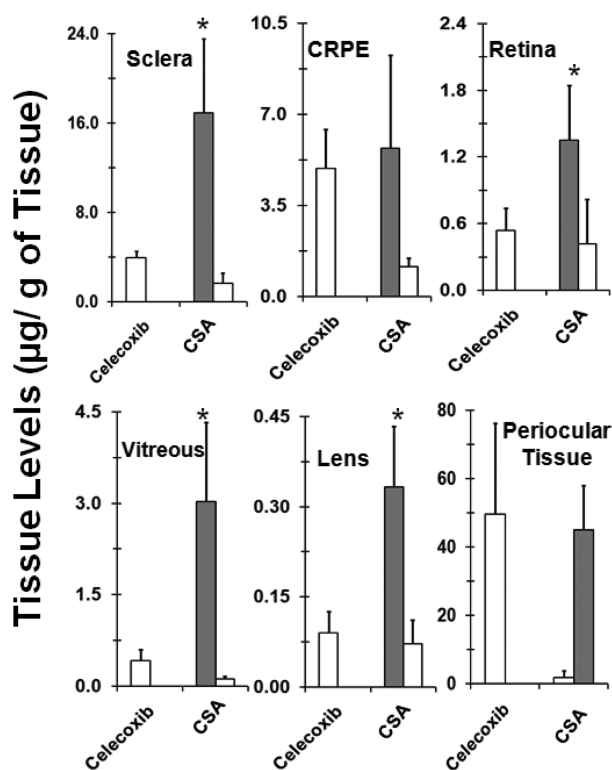 Tissue Levels (µg/ g of Tissue)
24.0
16.0
8.0
0.0
Sclera
*
Celecoxib
CSA
10.5
7.0
3.5
0.0
CRPE
Celecoxib
CSA
2.4
1.8
1.2
0.6
0.0
Retina
*
Celecoxib
CSA
4.5
3.0
1.5
0.0
Vitreous
*
Celecoxib
CSA
0.45
0.30
0.15
0.00
Lens
*
Celecoxib
CSA
80
60
40
20
0
Periocular
Tissue
Celecoxib
CSA